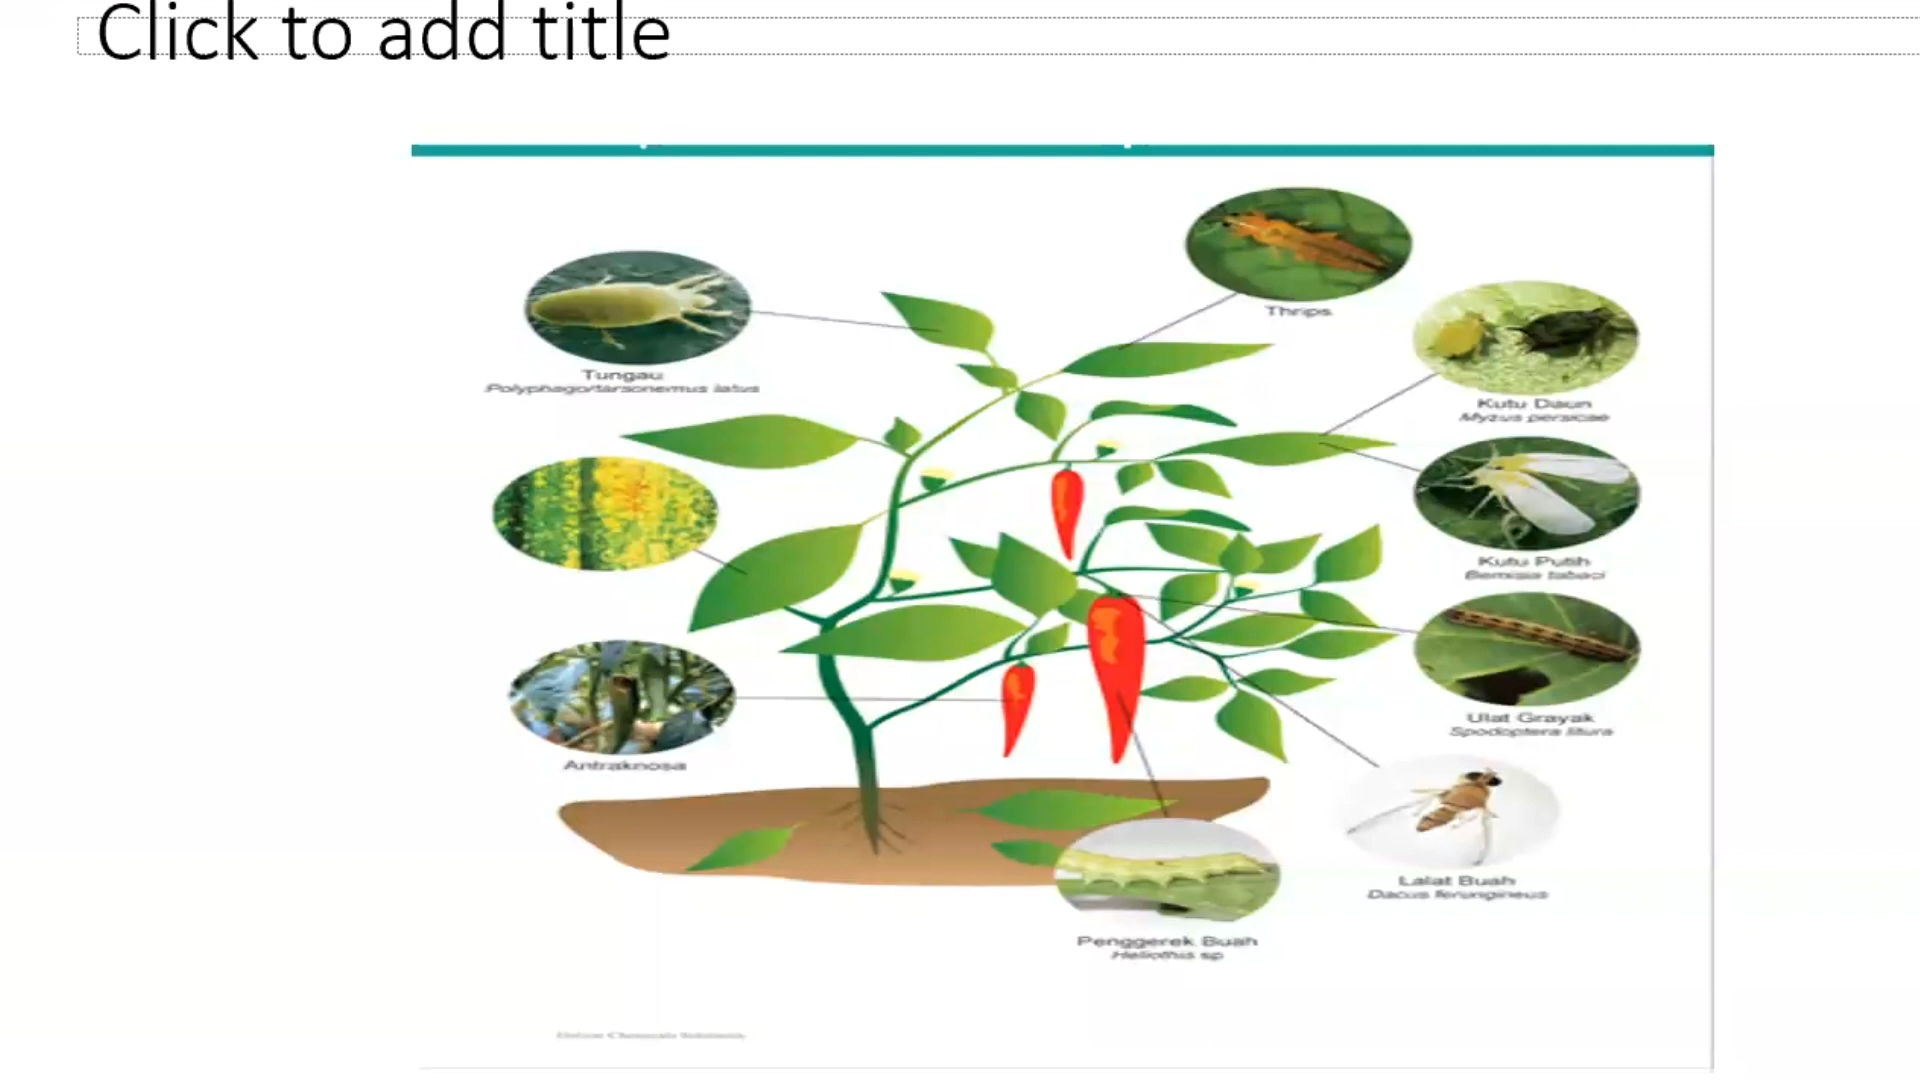 Click to add title
Thrips
Tungau
Polyphagotarsonemus latus
Kutu Daun
Myzus persicae
Kutu Putih
Bemisia tabaci
Ulat Grayak
Spodoptera litura
Antraknosa
Lalat Buah
Dacus ferungineus
Penggerek Buah
Heliothis sp